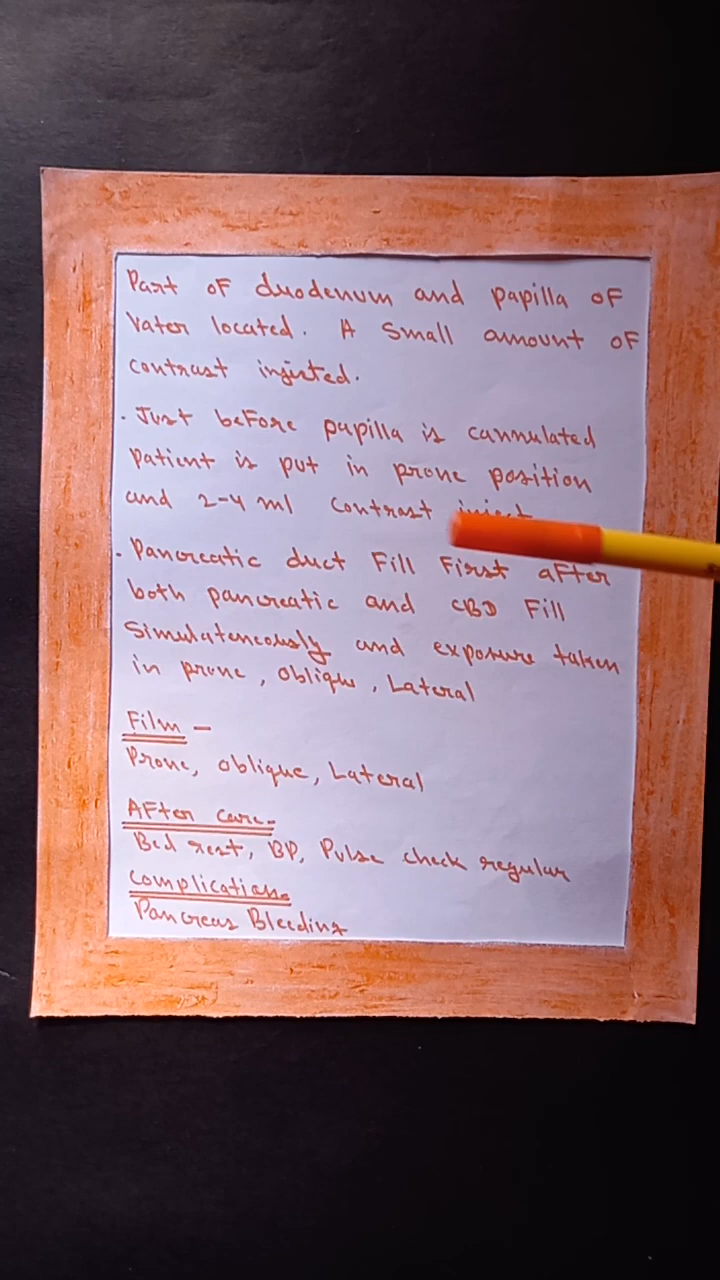 Part of duodenum and papilla of
Vater located. A small amount of
contrast injected.
. Just before papilla is cannulated
patient is put in prone position
and 2-4 ml contrast inject
. Pancreatic duct Fill First after
both pancreatic and CBD Fill
Simulateneously and exposure taken
in prone, oblique, Lateral
Film -
Prone, oblique, Lateral
After care-
Bed rest, BP, Pulse check regular
Complication
Pancreas Bleeding